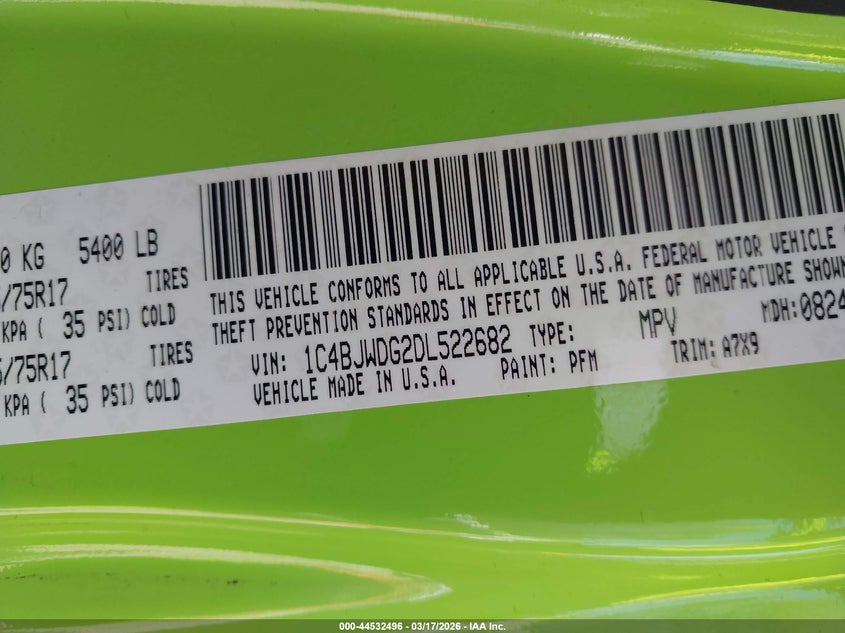 0 KG 5400 LB
/75R17 TIRES
KPA ( 35 PSI) COLD
/75R17 TIRES
KPA ( 35 PSI) COLD
THIS VEHICLE CONFORMS TO ALL APPLICABLE U.S.A. FEDERAL MOTOR VEHICLE
THEFT PREVENTION STANDARDS IN EFFECT ON THE DATE OF MANUFACTURE SHOWN
VIN: 1C4BJWDG2DL522682 TYPE: MPV MDH:0824
VEHICLE MADE IN U.S.A. PAINT: PFM TRIM: A7X9
000-44532496 - 03/17/2026 - IAA Inc.